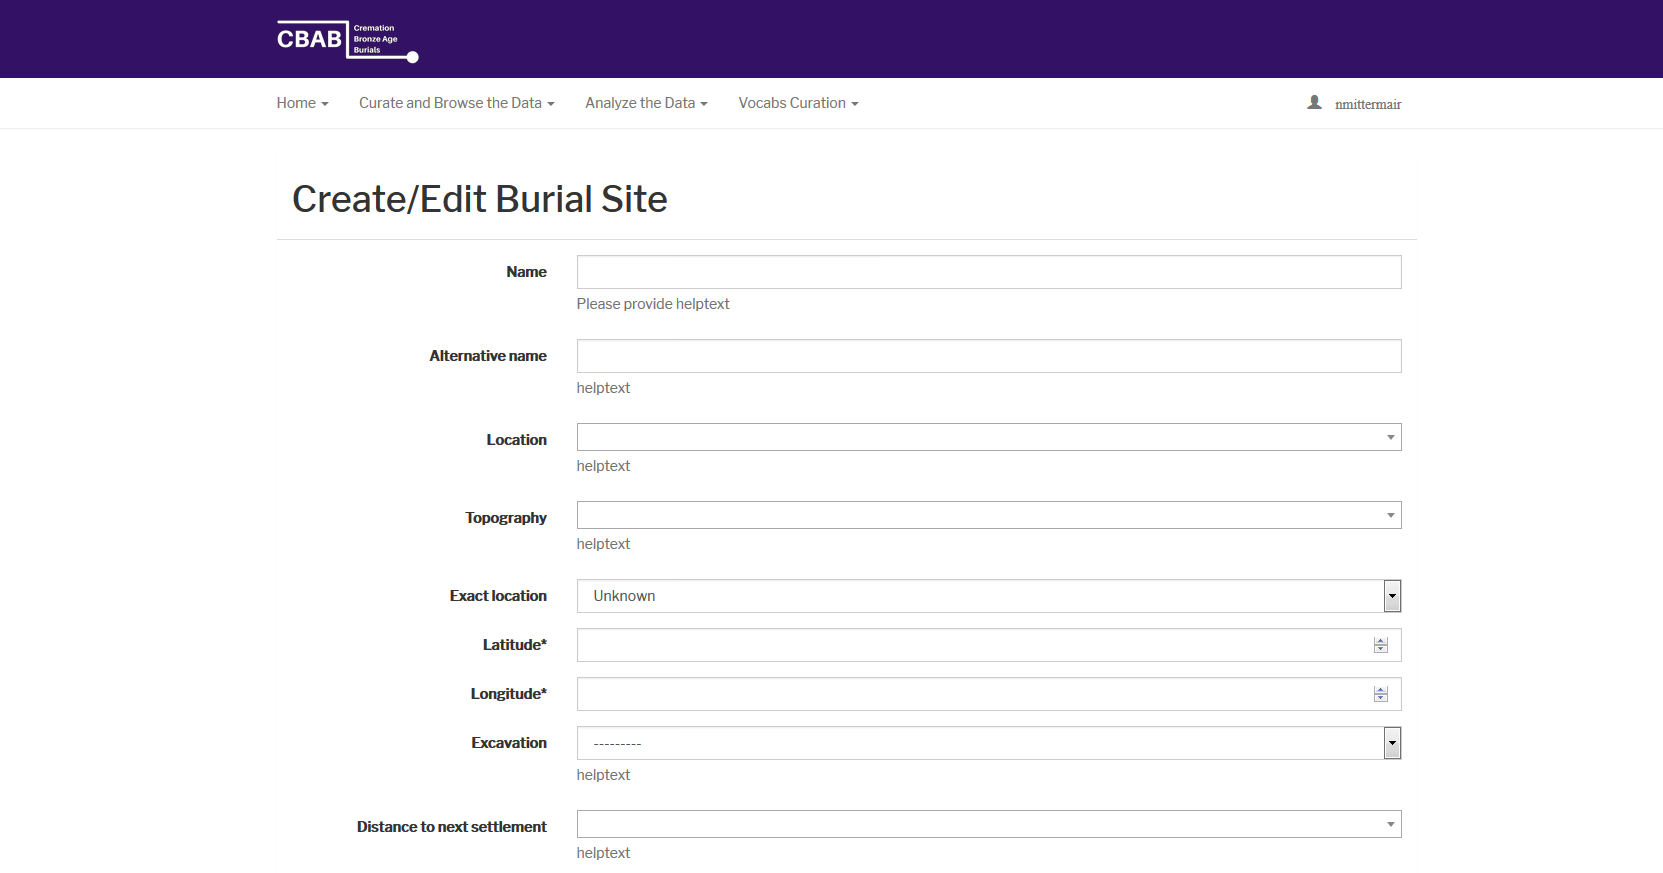 CBAB
Cremation
Bronze Age
Burials
Home
Curate and Browse the Data
Analyze the Data
Vocabs Curation
nmittermair
Create/Edit Burial Site
Name
Please provide helptext
Alternative name
helptext
Location
helptext
Topography
helptext
Exact location
Unknown
Latitude*
Longitude*
Excavation
---------
helptext
Distance to next settlement
helptext